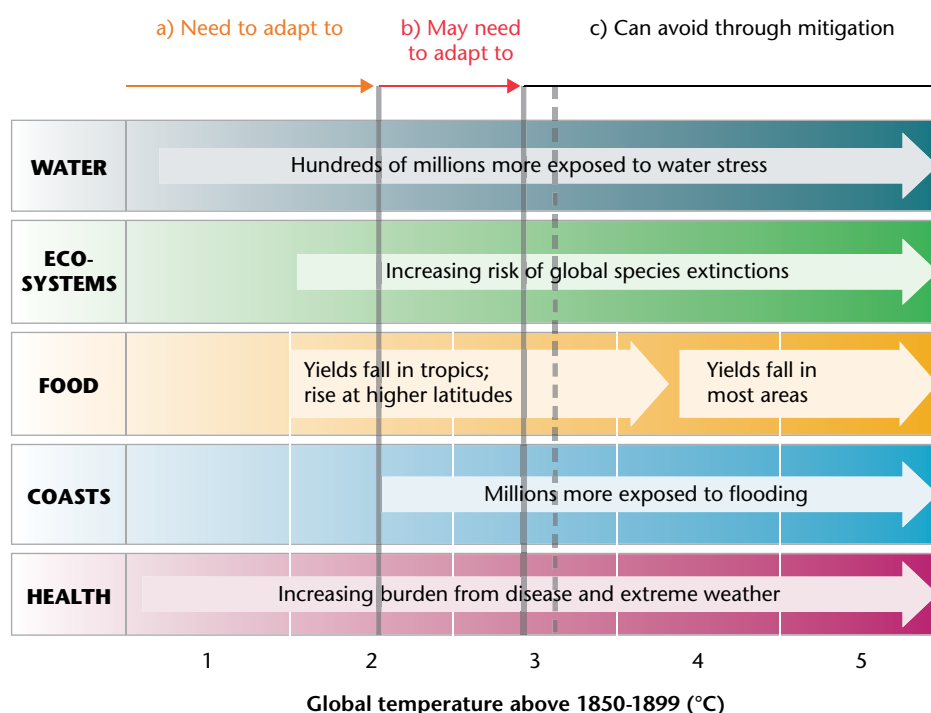 a) Need to adapt to
b) May need
to adapt to
c) Can avoid through mitigation
WATER
Hundreds of millions more exposed to water stress
ECO-
SYSTEMS
Increasing risk of global species extinctions
FOOD
Yields fall in tropics;
rise at higher latitudes
Yields fall in
most areas
COASTS
Millions more exposed to flooding
HEALTH
Increasing burden from disease and extreme weather
1 2 3 4 5
Global temperature above 1850-1899 (°C)